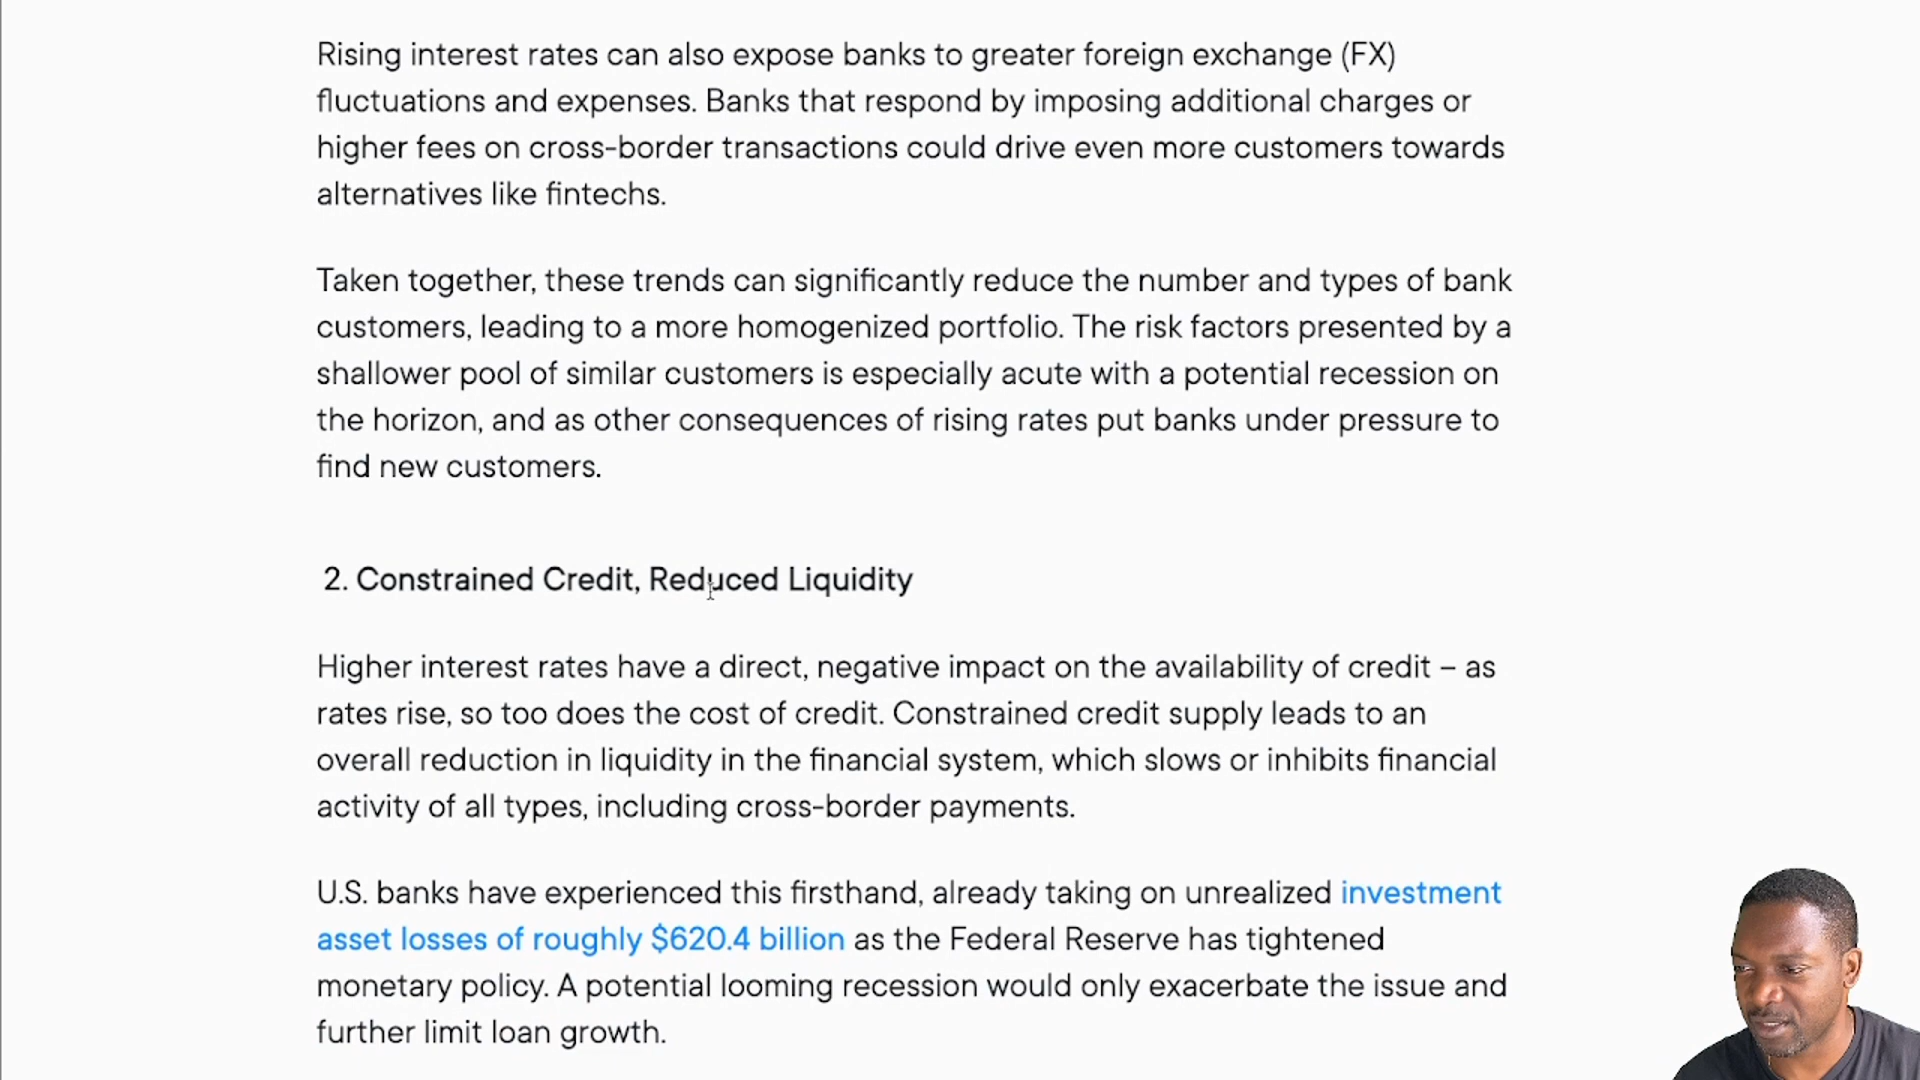 Rising interest rates can also expose banks to greater foreign exchange (FX)
fluctuations and expenses. Banks that respond by imposing additional charges or
higher fees on cross-border transactions could drive even more customers towards
alternatives like fintechs.
Taken together, these trends can significantly reduce the number and types of bank
customers, leading to a more homogenized portfolio. The risk factors presented by a
shallower pool of similar customers is especially acute with a potential recession on
the horizon, and as other consequences of rising rates put banks under pressure to
find new customers.
2. Constrained Credit, Reduced Liquidity
Higher interest rates have a direct, negative impact on the availability of credit – as
rates rise, so too does the cost of credit. Constrained credit supply leads to an
overall reduction in liquidity in the financial system, which slows or inhibits financial
activity of all types, including cross-border payments.
U.S. banks have experienced this firsthand, already taking on unrealized investment
asset losses of roughly $620.4 billion as the Federal Reserve has tightened
monetary policy. A potential looming recession would only exacerbate the issue and
further limit loan growth.